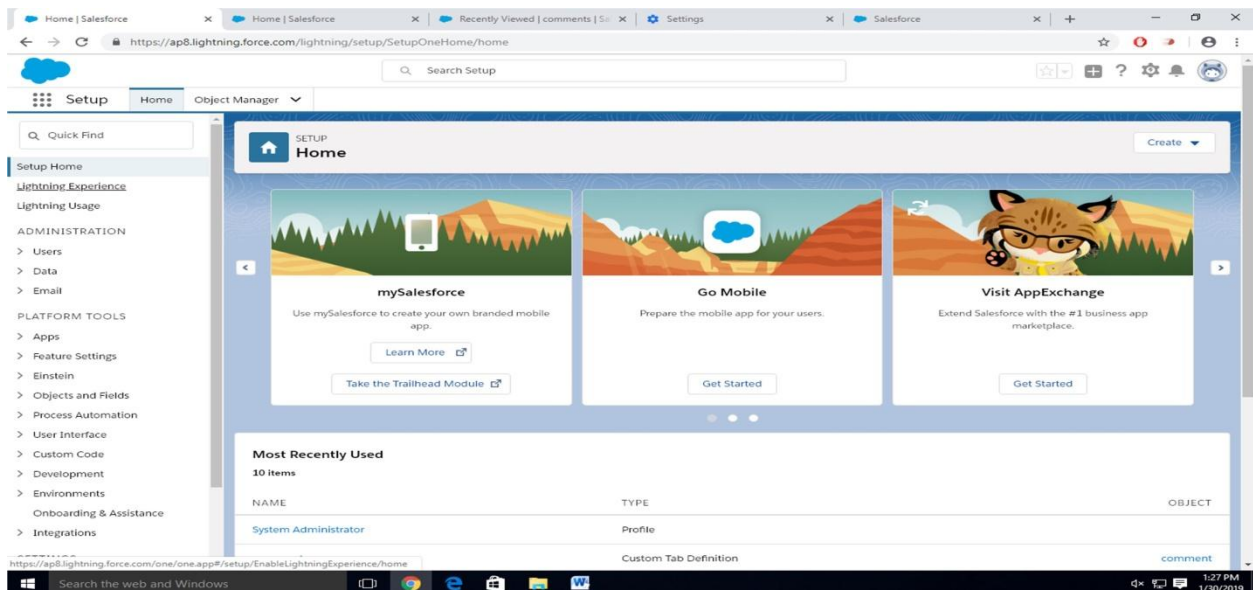 Home | Salesforce
Home | Salesforce
Recently Viewed | comments | Sa
Settings
Salesforce
https://ap8.lightning.force.com/lightning/setup/SetupOneHome/home
Search Setup
Setup
Home
Object Manager
Quick Find
Setup Home
Lightning Experience
Lightning Usage
ADMINISTRATION
Users
Data
Email
PLATFORM TOOLS
Apps
Feature Settings
Einstein
Objects and Fields
Process Automation
User Interface
Custom Code
Development
Environments
Onboarding & Assistance
Integrations
SETUP
Home
Create
mySalesforce
Use mySalesforce to create your own branded mobile
app.
Learn More
Take the Trailhead Module
Go Mobile
Prepare the mobile app for your users.
Get Started
Visit AppExchange
Extend Salesforce with the #1 business app
marketplace.
Get Started
Most Recently Used
10 items
NAME TYPE OBJECT
System Administrator Profile
Custom Tab Definition comment
https://ap8.lightning.force.com/one/one.app#/setup/EnableLightningExperience/home
Search the web and Windows
1:27 PM
1/30/2019